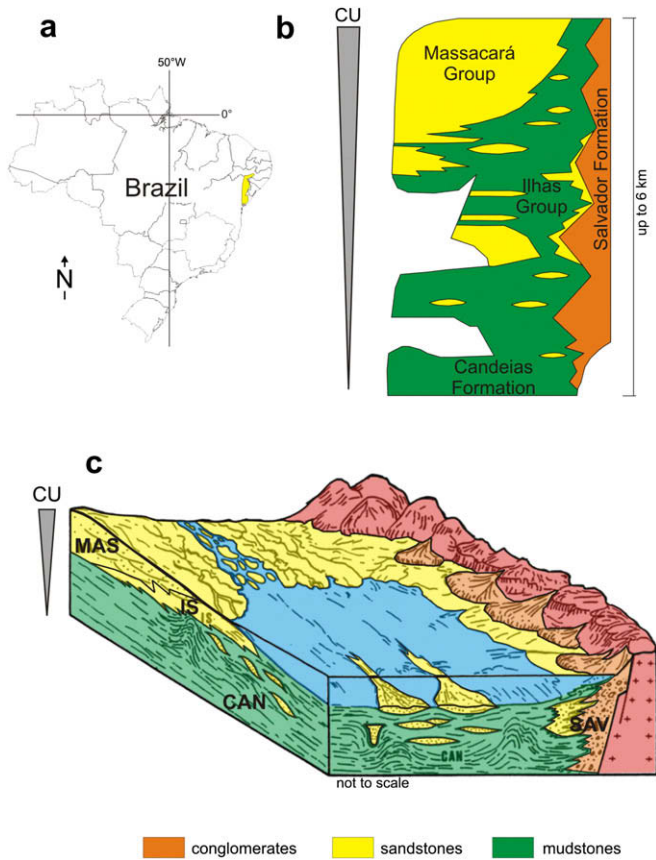 a
50°W
0°
Brazil
N
CU
b
Massacará
Group
Ilhas
Group
Salvador Formation
Candeias
Formation
up to 6 km
c
CU
MAS
IS
IS
CAN
CAN
SAV
not to scale
conglomerates
sandstones
mudstones